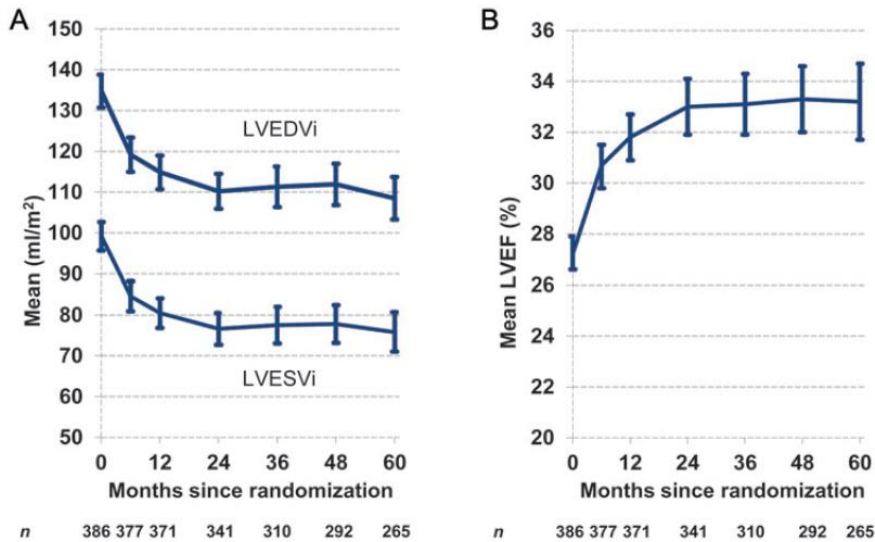 A
150
140
130
120
110
100
90
80
70
60
50
Mean (ml/m²)
LVEDVi
LVESVi
0 12 24 36 48 60
Months since randomization
n 386 377 371 341 310 292 265
B
36
34
32
30
28
26
24
22
20
Mean LVEF (%)
0 12 24 36 48 60
Months since randomization
n 386 377 371 341 310 292 265